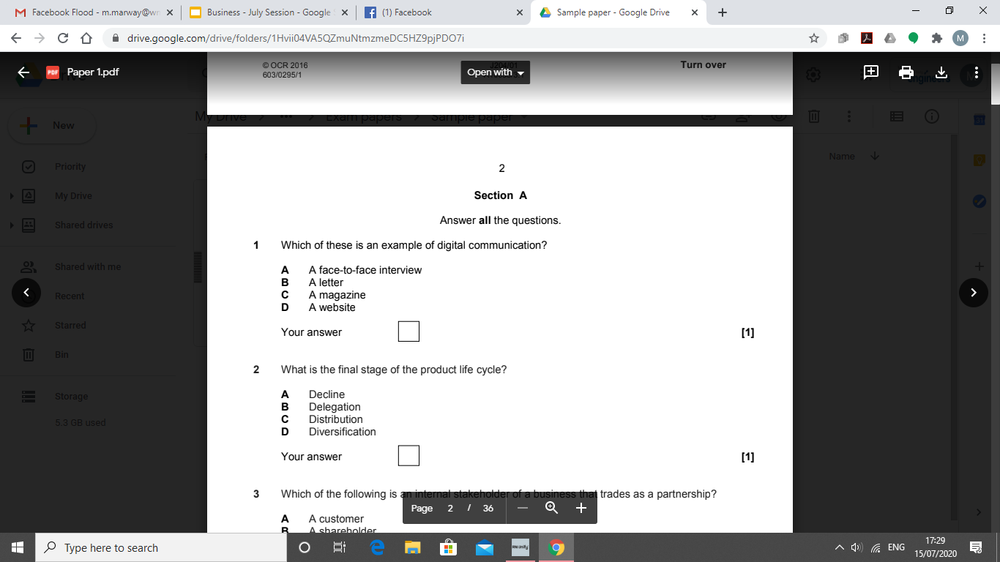 Facebook Flood - m.marway@wn
Business - July Session - Google
(1) Facebook
Sample paper - Google Drive
drive.google.com/drive/folders/1Hvii04VA5QZmuNtmzmeDC5HZ9pjPDO7i
M
PDF Paper 1.pdf
© OCR 2016
603/0295/1
J204/01
Turn over
Open with
My Drive
Exam papers
Sample paper
New
Priority
My Drive
Shared drives
Shared with me
Recent
Starred
Bin
Storage
5.3 GB used
Name
2
Section A
Answer all the questions.
1 Which of these is an example of digital communication?
A A face-to-face interview
B A letter
C A magazine
D A website
Your answer [1]
2 What is the final stage of the product life cycle?
A Decline
B Delegation
C Distribution
D Diversification
Your answer [1]
3 Which of the following is an internal stakeholder of a business that trades as a partnership?
A A customer
B A shareholder
Page 2 / 36
Type here to search
RM Unify
ENG
17:29
15/07/2020